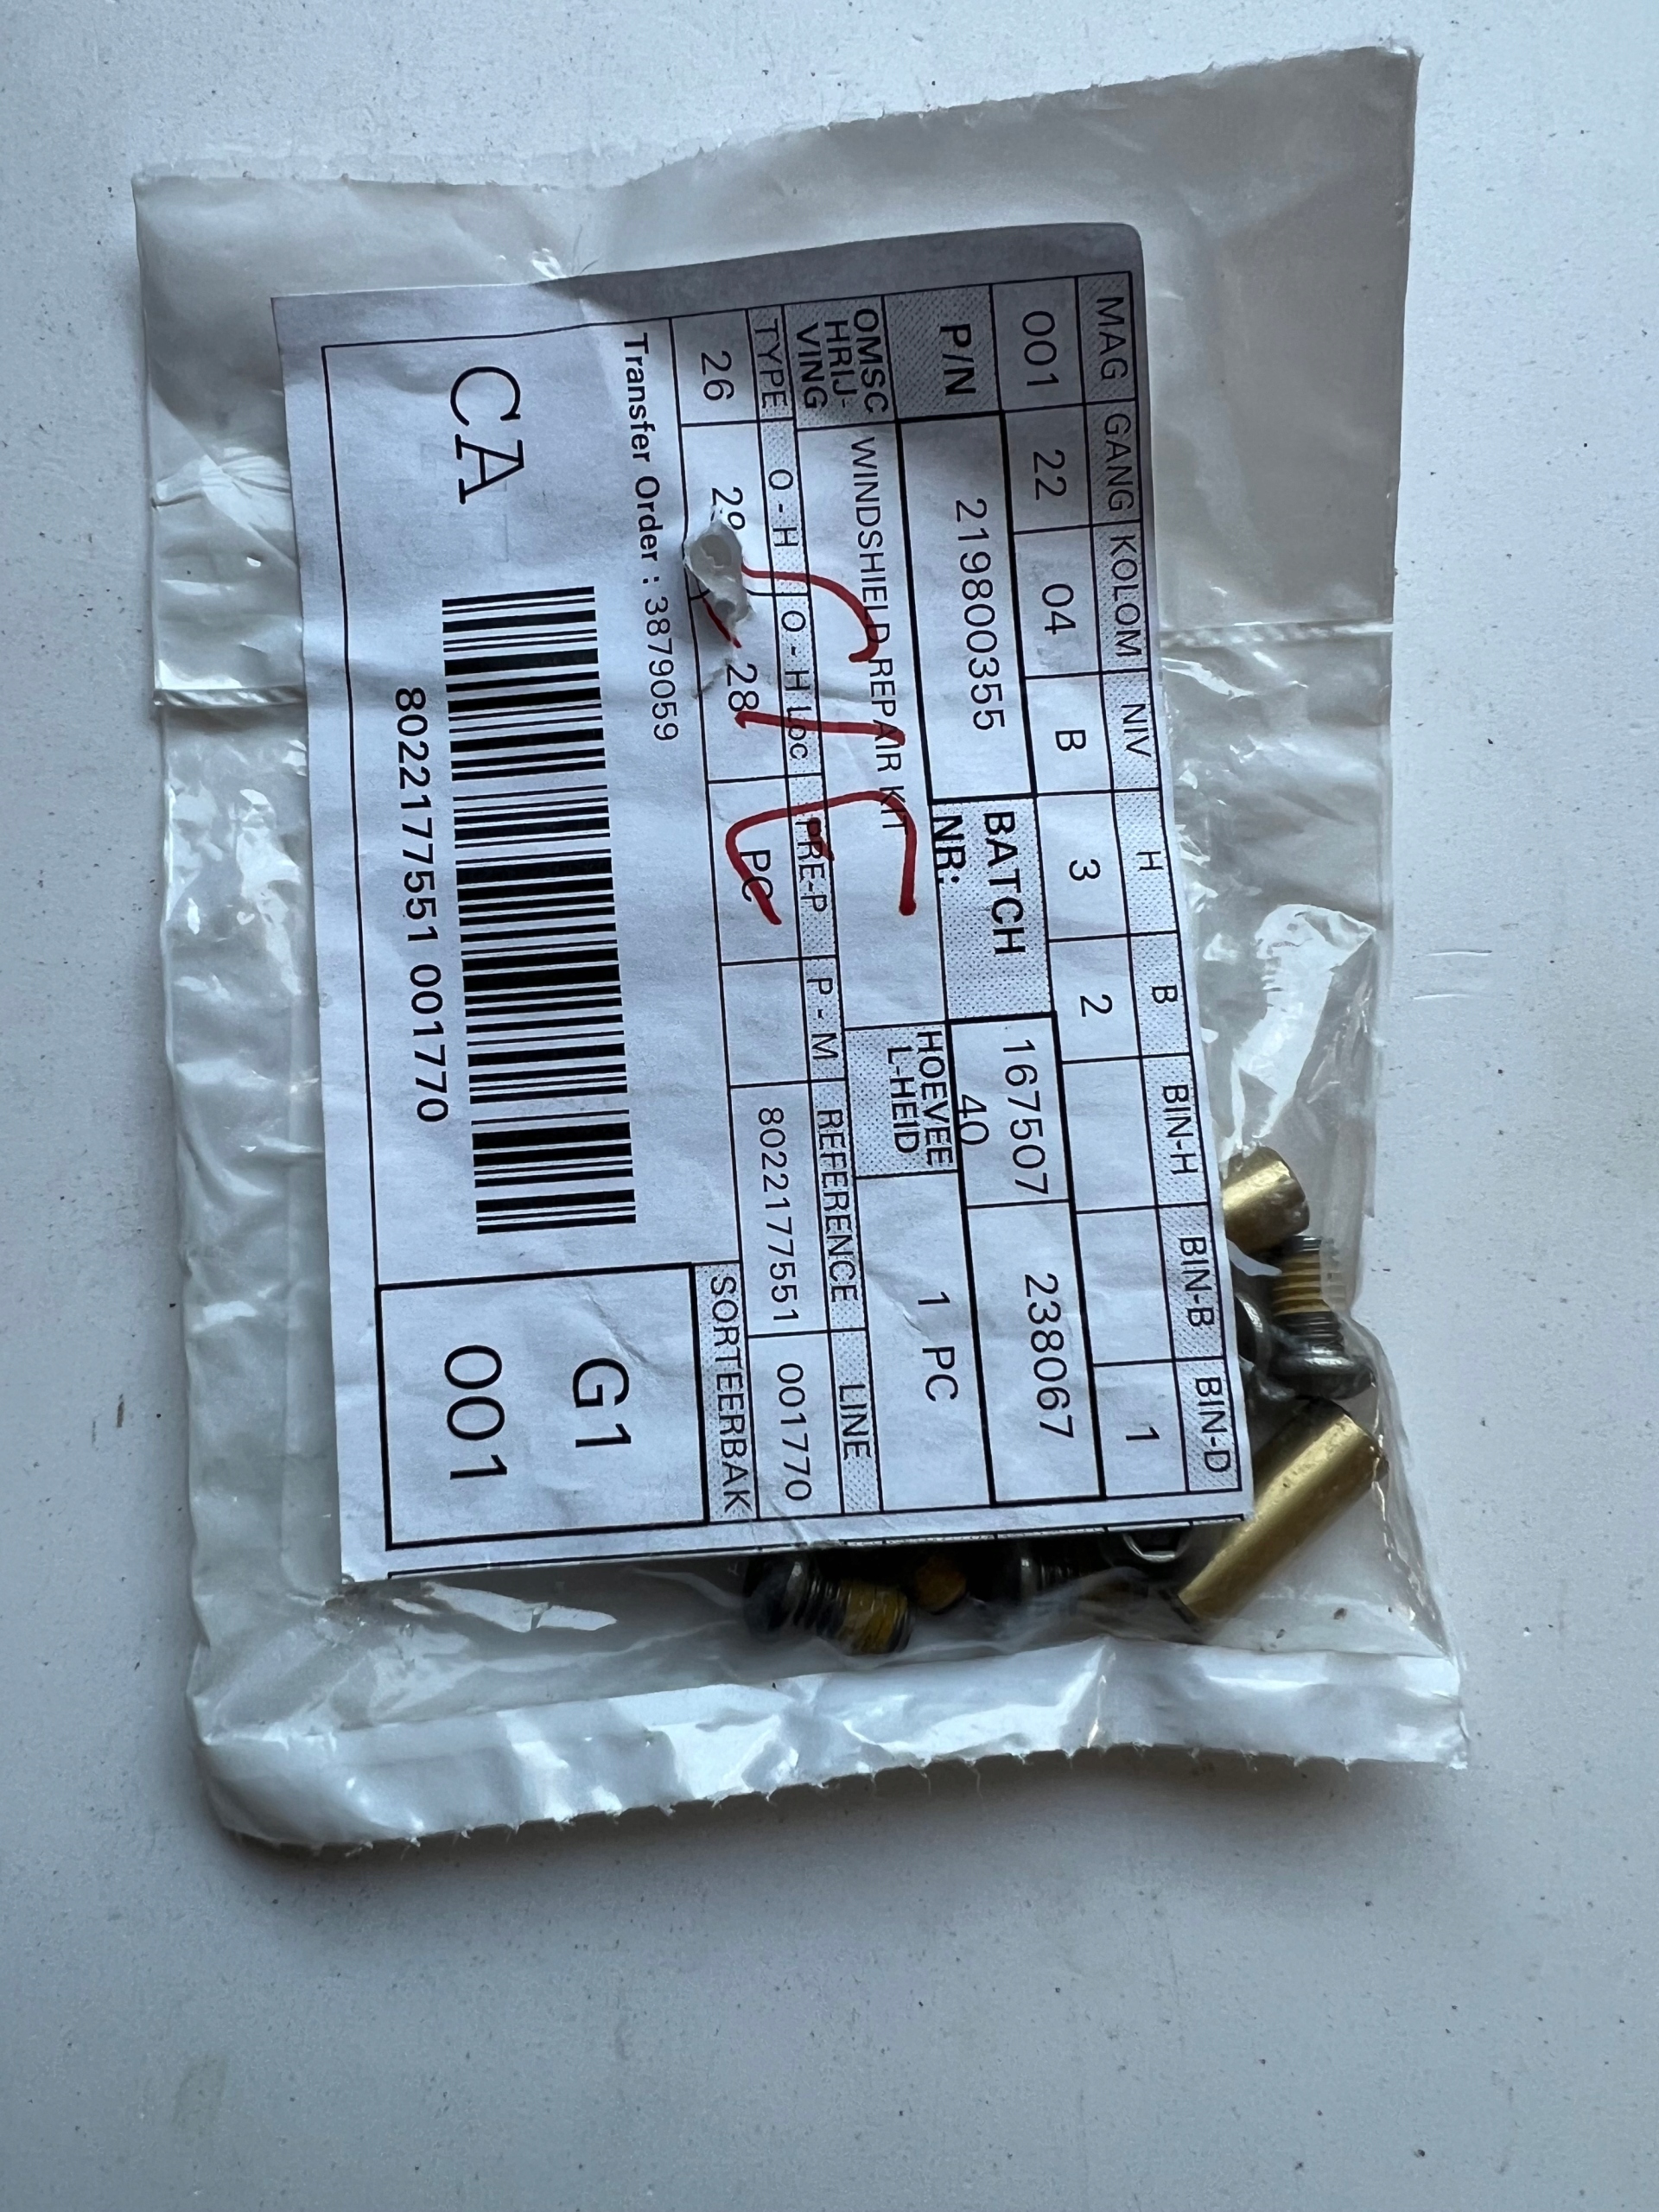 MAG GANG KOLOM NIV H B BIN-H BIN-B BIN-D
001 22 04 B 3 2 1
P/N 219800355 BATCH NR: 167507 238067
40
OMSC
HRIJ-
VING
WINDSHIELD REPAIR KIT
HOEVEE
L-HEID
1 PC
TYPE O - H O - H LOC PRE-P P - M REFERENCE LINE
26 28 PC 8022177551 001770
Transfer Order : 3879059
SORTEERBAK
CA
G1
001
8022177551 001770